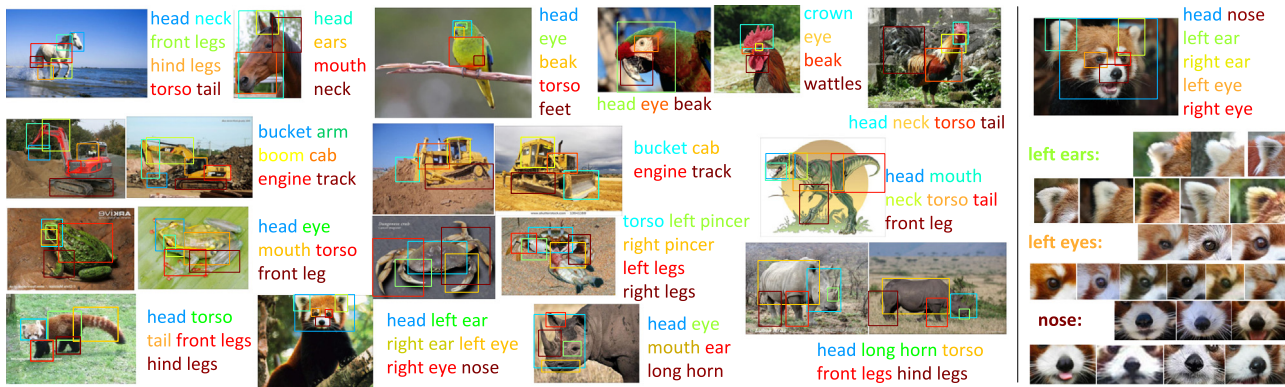 head neck
front legs
hind legs
torso tail
head
ears
mouth
neck
head
eye
beak
torso
feet
head eye beak
crown
eye
beak
wattles
head neck torso tail
bucket arm
boom cab
engine track
bucket cab
engine track
head mouth
neck torso tail
front leg
head eye
mouth torso
front leg
torso left pincer
right pincer
left legs
right legs
head torso
tail front legs
hind legs
head left ear
right ear left eye
right eye nose
head eye
mouth ear
long horn
head long horn torso
front legs hind legs
head nose
left ear
right ear
left eye
right eye
left ears:
left eyes:
nose: